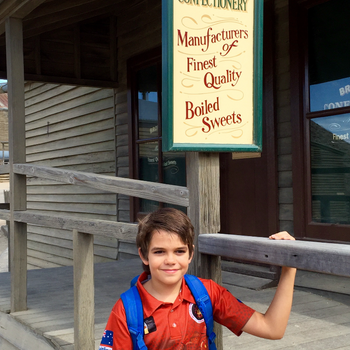 CONFECTIONERY
Manufacturers
of
Finest
Quality
Boiled
Sweets